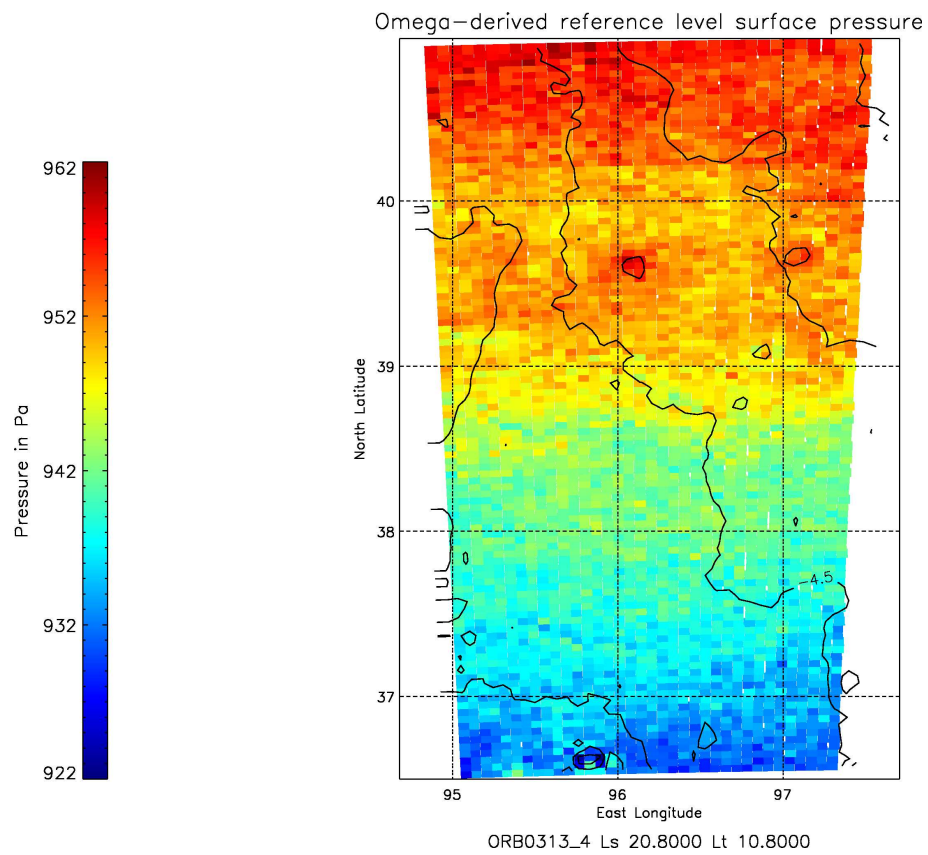 Omega-derived reference level surface pressure
962
952
942
932
922
Pressure in Pa
40
39
38
37
North Latitude
-4.5
95 96 97
East Longitude
ORB0313_4 Ls 20.8000 Lt 10.8000